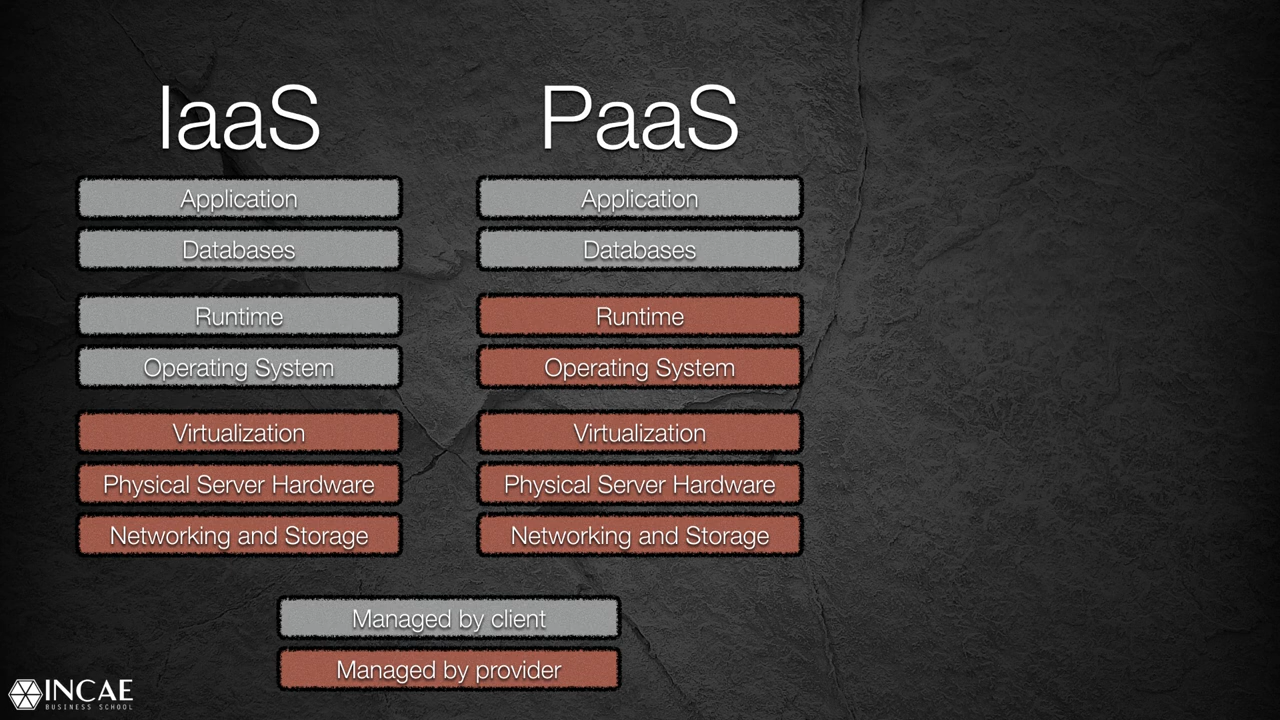 IaaS
Application
Databases
Runtime
Operating System
Virtualization
Physical Server Hardware
Networking and Storage
PaaS
Application
Databases
Runtime
Operating System
Virtualization
Physical Server Hardware
Networking and Storage
Managed by client
Managed by provider
INCAE
BUSINESS SCHOOL